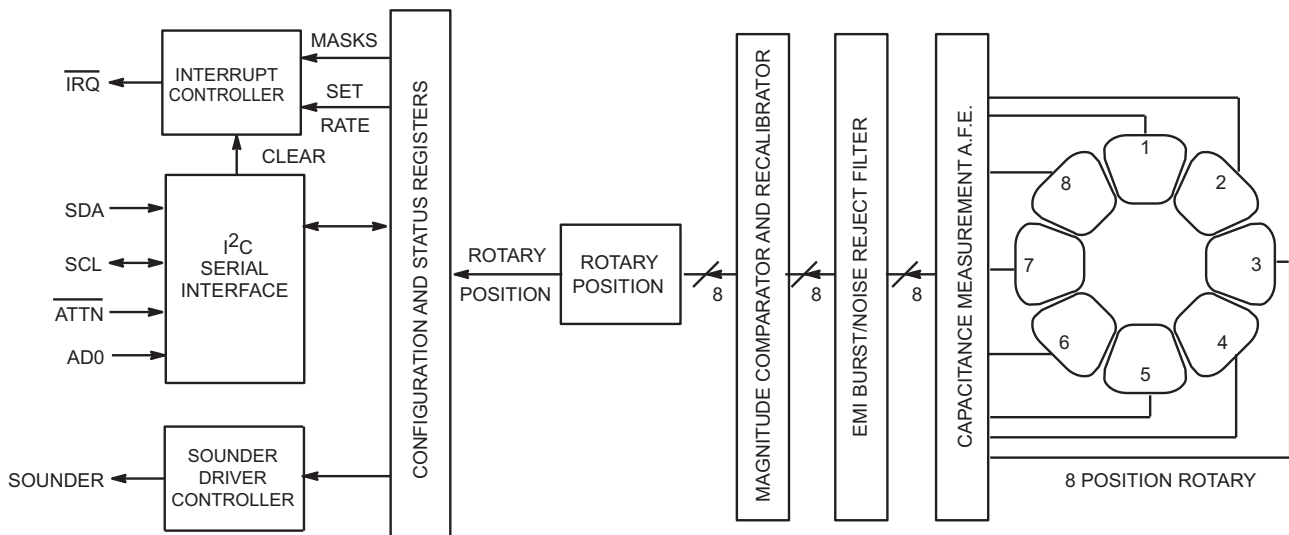 IRQ
INTERRUPT
CONTROLLER
MASKS
SET
RATE
CLEAR
SDA
SCL
ATTN
AD0
I2C
SERIAL
INTERFACE
SOUNDER
SOUNDER
DRIVER
CONTROLLER
CONFIGURATION AND STATUS REGISTERS
ROTARY
POSITION
ROTARY
POSITION
8
MAGNITUDE COMPARATOR AND RECALIBRATOR
8
EMI BURST/NOISE REJECT FILTER
8
CAPACITANCE MEASUREMENT A.F.E.
1
2
3
4
5
6
7
8
8 POSITION ROTARY